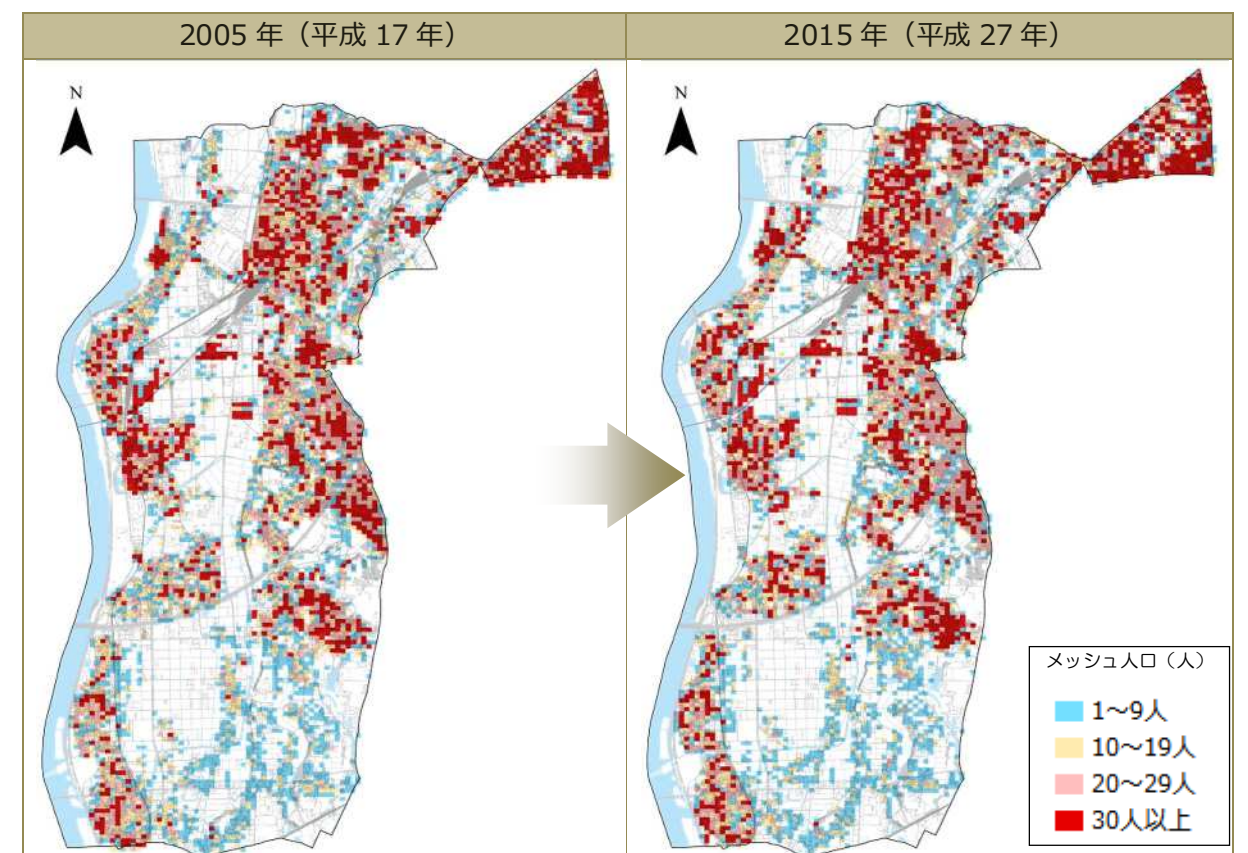 2005 年（平成 17 年）
2015 年（平成 27 年）
N
N
メッシュ人口（人）
1～9人
10～19人
20～29人
30人以上